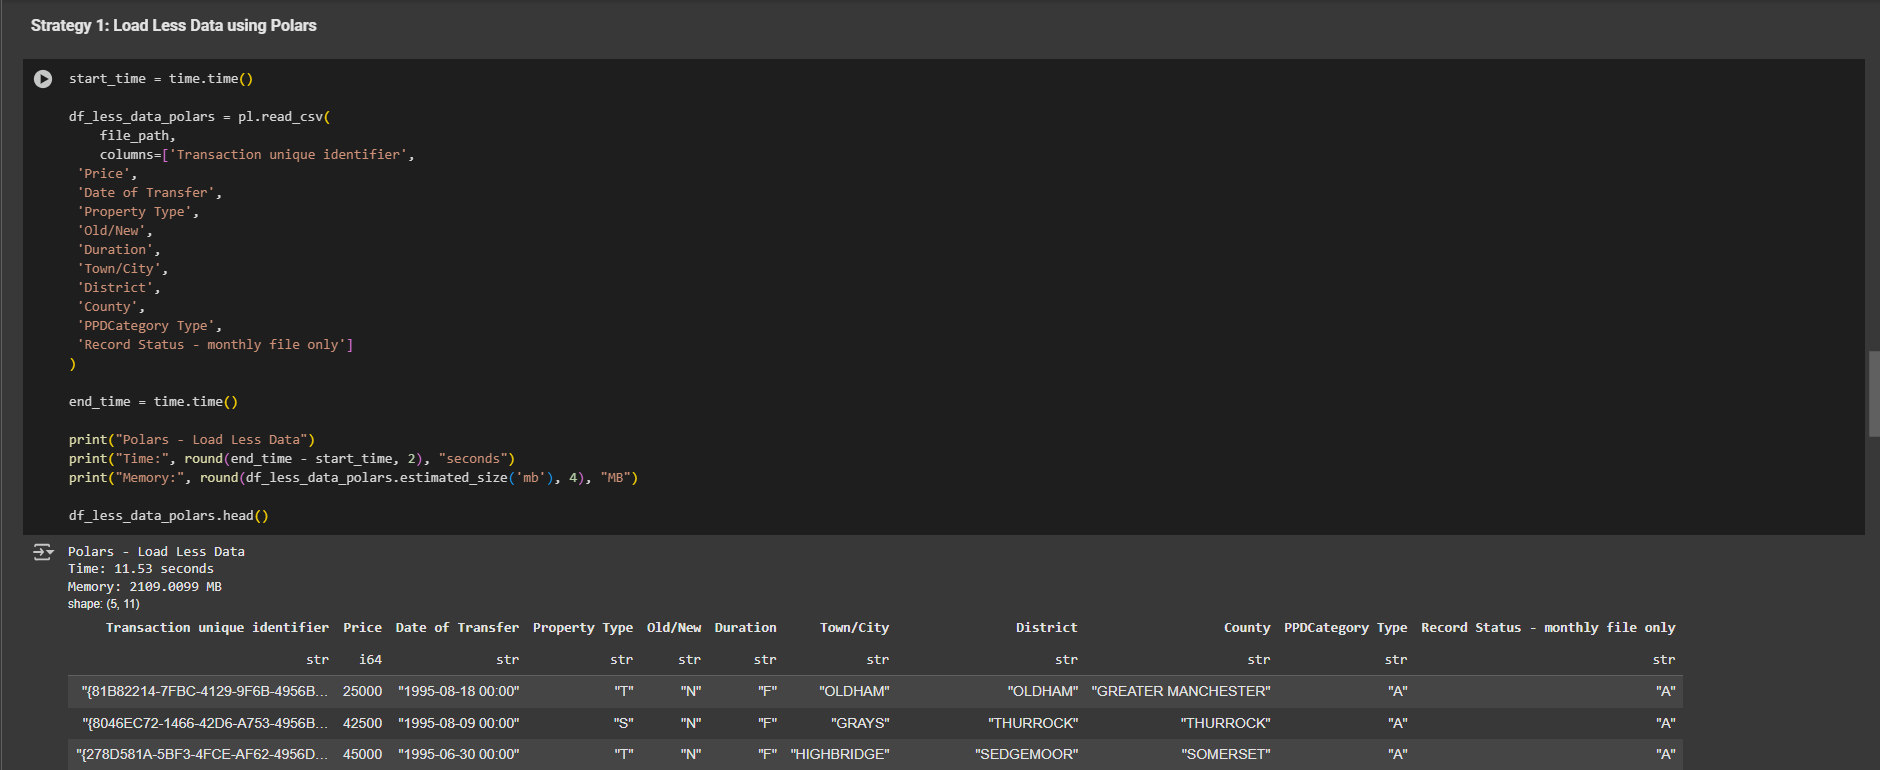 Strategy 1: Load Less Data using Polars
start_time = time.time()
df_less_data_polars = pl.read_csv(
file_path,
columns=['Transaction unique identifier',
'Price',
'Date of Transfer',
'Property Type',
'Old/New',
'Duration',
'Town/City',
'District',
'County',
'PPDCategory Type',
'Record Status - monthly file only']
)
end_time = time.time()
print("Polars - Load Less Data")
print("Time:", round(end_time - start_time, 2), "seconds")
print("Memory:", round(df_less_data_polars.estimated_size('mb'), 4), "MB")
df_less_data_polars.head()
Polars - Load Less Data
Time: 11.53 seconds
Memory: 2109.0099 MB
shape: (5, 11)
Transaction unique identifier Price Date of Transfer Property Type Old/New Duration Town/City District County PPDCategory Type Record Status - monthly file only
str i64 str str str str str str str str str
"{81B82214-7FBC-4129-9F6B-4956B... 25000 "1995-08-18 00:00" "T" "N" "F" "OLDHAM" "OLDHAM" "GREATER MANCHESTER" "A" "A"
"{8046EC72-1466-42D6-A753-4956B... 42500 "1995-08-09 00:00" "S" "N" "F" "GRAYS" "THURROCK" "THURROCK" "A" "A"
"{278D581A-5BF3-4FCE-AF62-4956D... 45000 "1995-06-30 00:00" "T" "N" "F" "HIGHBRIDGE" "SEDGEMOOR" "SOMERSET" "A" "A"